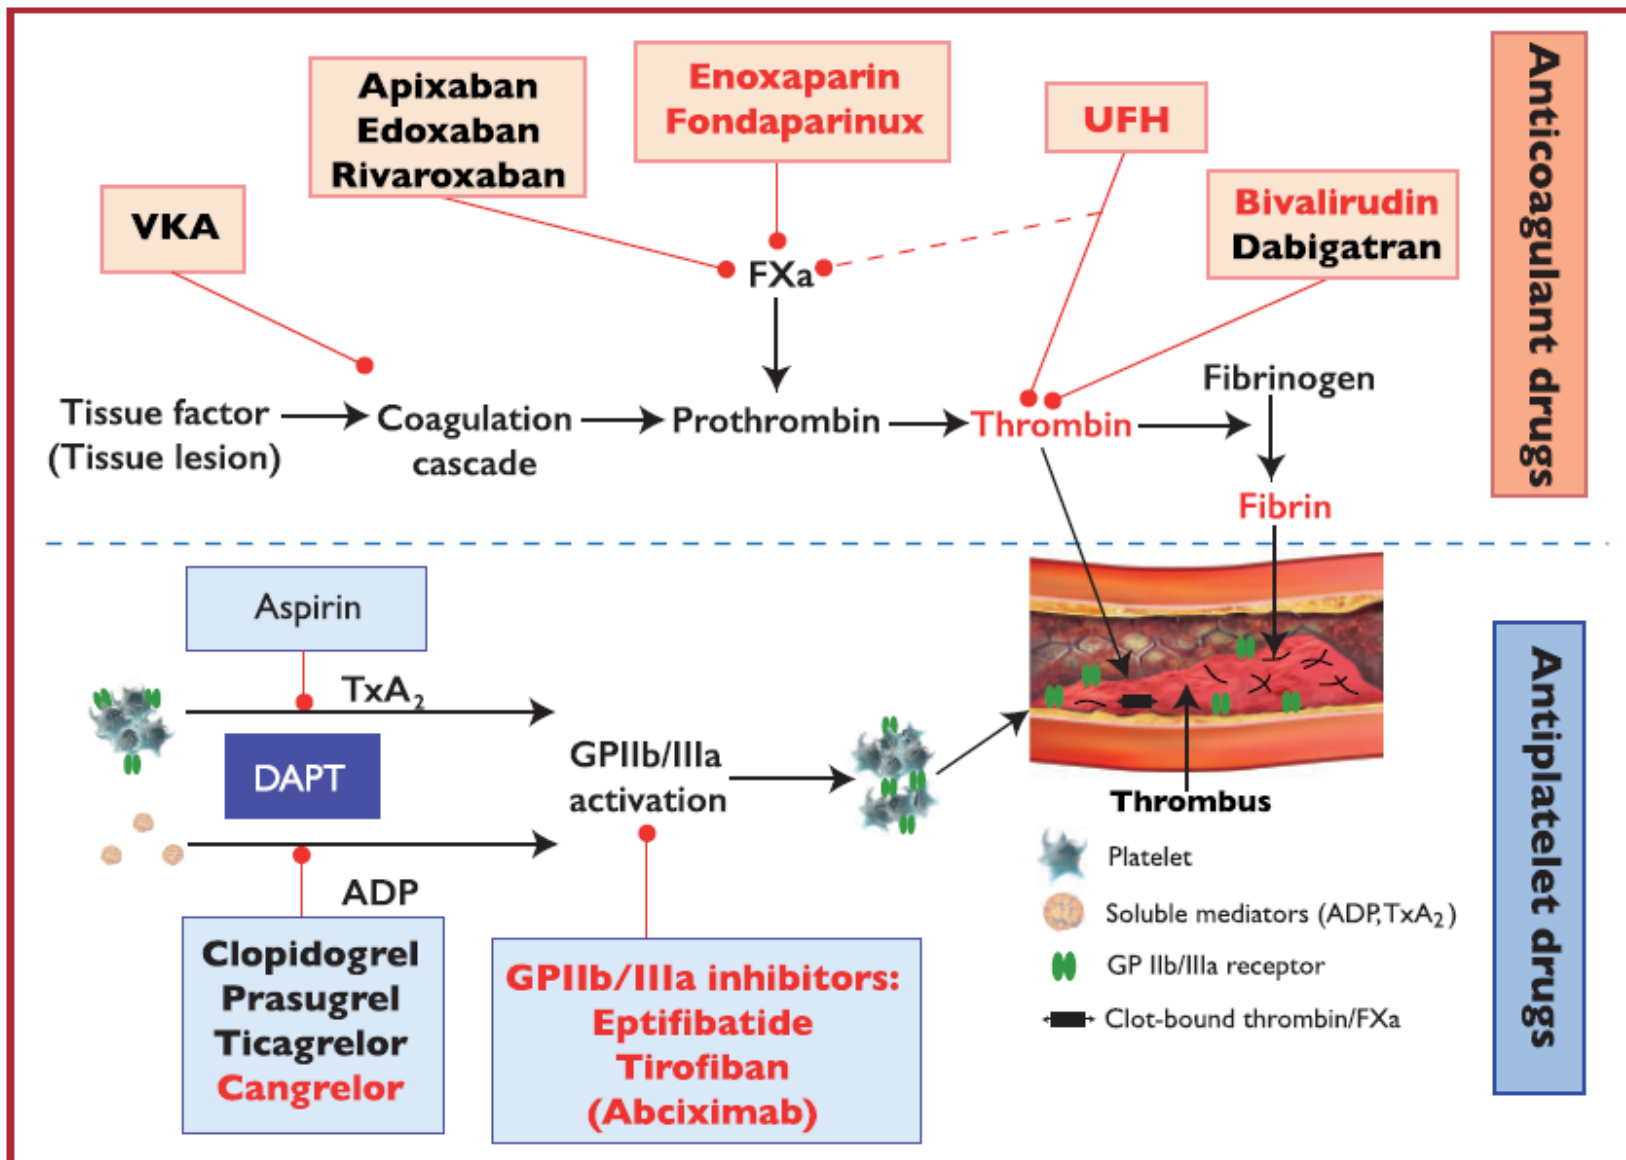 Anticoagulant drugs
Apixaban
Edoxaban
Rivaroxaban
Enoxaparin
Fondaparinux
UFH
Bivalirudin
Dabigatran
VKA
FXa
Tissue factor
(Tissue lesion)
Coagulation
cascade
Prothrombin
Thrombin
Fibrinogen
Fibrin
Antiplatelet drugs
Aspirin
TxA₂
DAPT
ADP
GPIIb/IIIa
activation
Clopidogrel
Prasugrel
Ticagrelor
Cangrelor
GPIIb/IIIa inhibitors:
Eptifibatide
Tirofiban
(Abciximab)
Thrombus
Platelet
Soluble mediators (ADP,TxA₂)
GP IIb/IIIa receptor
Clot-bound thrombin/FXa